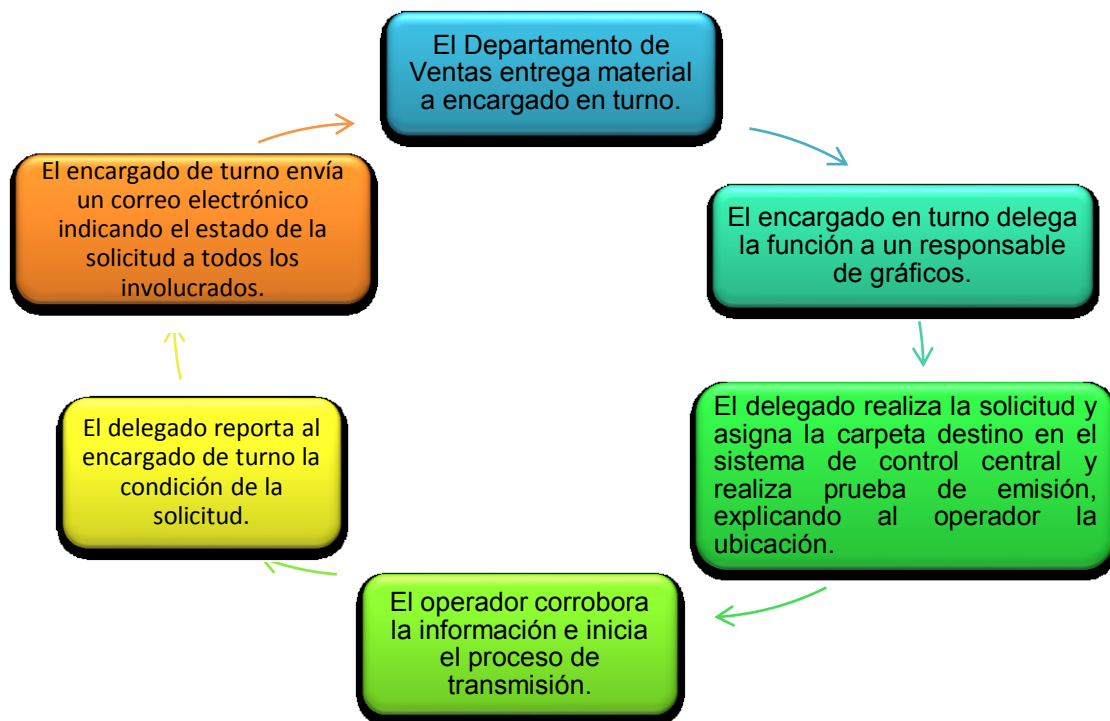 El Departamento de
Ventas entrega material
a encargado en turno.
El encargado en turno delega
la función a un responsable
de gráficos.
El delegado realiza la solicitud y
asigna la carpeta destino en el
sistema de control central y
realiza prueba de emisión,
explicando al operador la
ubicación.
El operador corrobora
la información e inicia
el proceso de
transmisión.
El delegado reporta al
encargado de turno la
condición de la
solicitud.
El encargado de turno envía
un correo electrónico
indicando el estado de la
solicitud a todos los
involucrados.